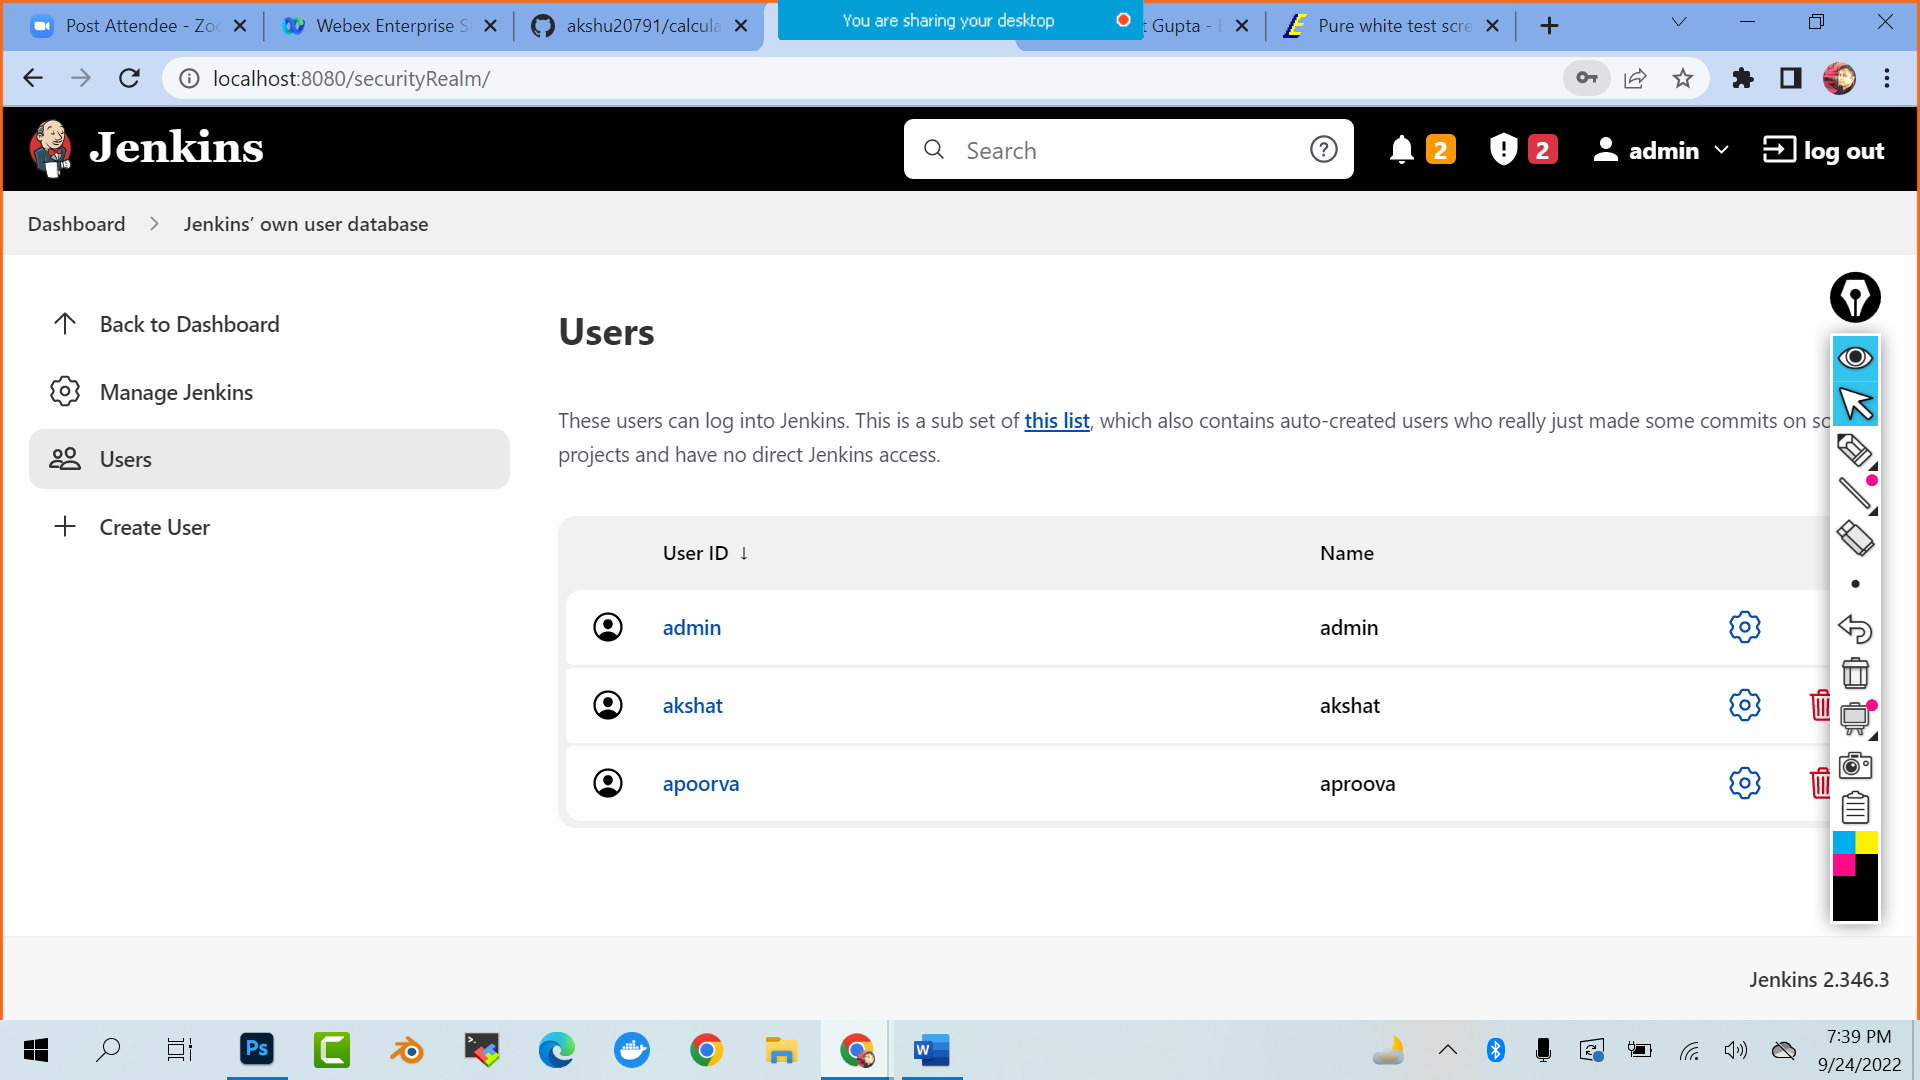 Post Attendee - Zoo
Webex Enterprise S
akshu20791/calcula
You are sharing your desktop
t Gupta -
Pure white test scre
localhost:8080/securityRealm/
Jenkins
Search
2
2
admin
log out
Dashboard
Jenkins' own user database
Back to Dashboard
Manage Jenkins
Users
Create User
Users
These users can log into Jenkins. This is a sub set of this list, which also contains auto-created users who really just made some commits on so
projects and have no direct Jenkins access.
User ID ↓
Name
admin
admin
akshat
akshat
apoorva
aproova
Jenkins 2.346.3
Ps
C
W
7:39 PM
9/24/2022